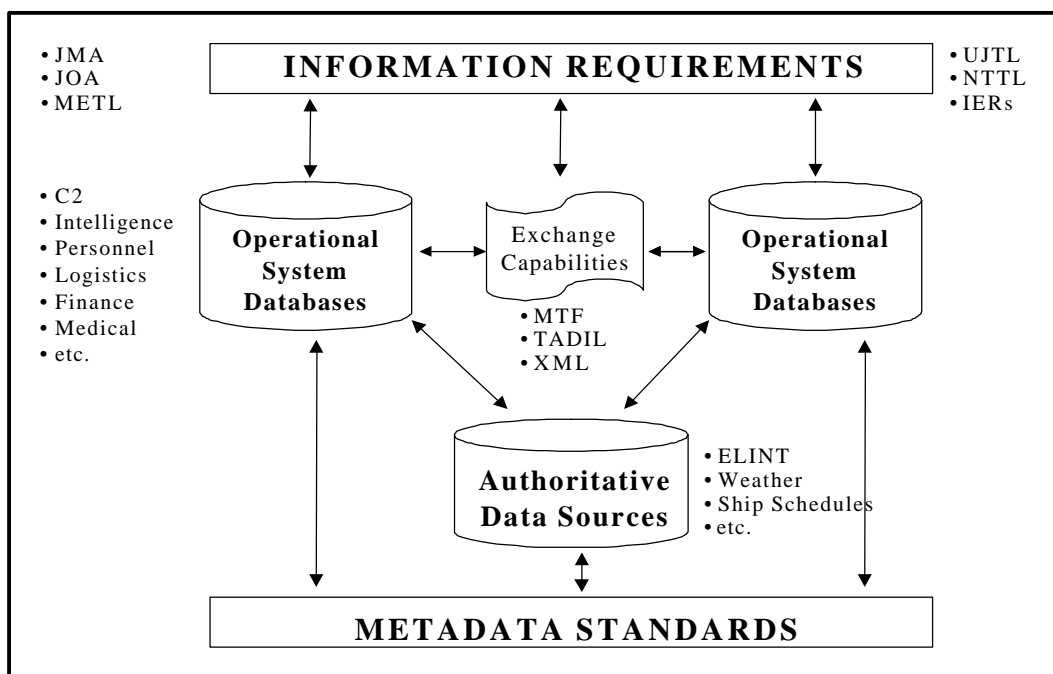 • JMA
• JOA
• METL
INFORMATION REQUIREMENTS
• UJTL
• NTTL
• IERs
• C2
• Intelligence
• Personnel
• Logistics
• Finance
• Medical
• etc.
Operational
System
Databases
Exchange
Capabilities
• MTF
• TADIL
• XML
Operational
System
Databases
Authoritative
Data Sources
• ELINT
• Weather
• Ship Schedules
• etc.
METADATA STANDARDS